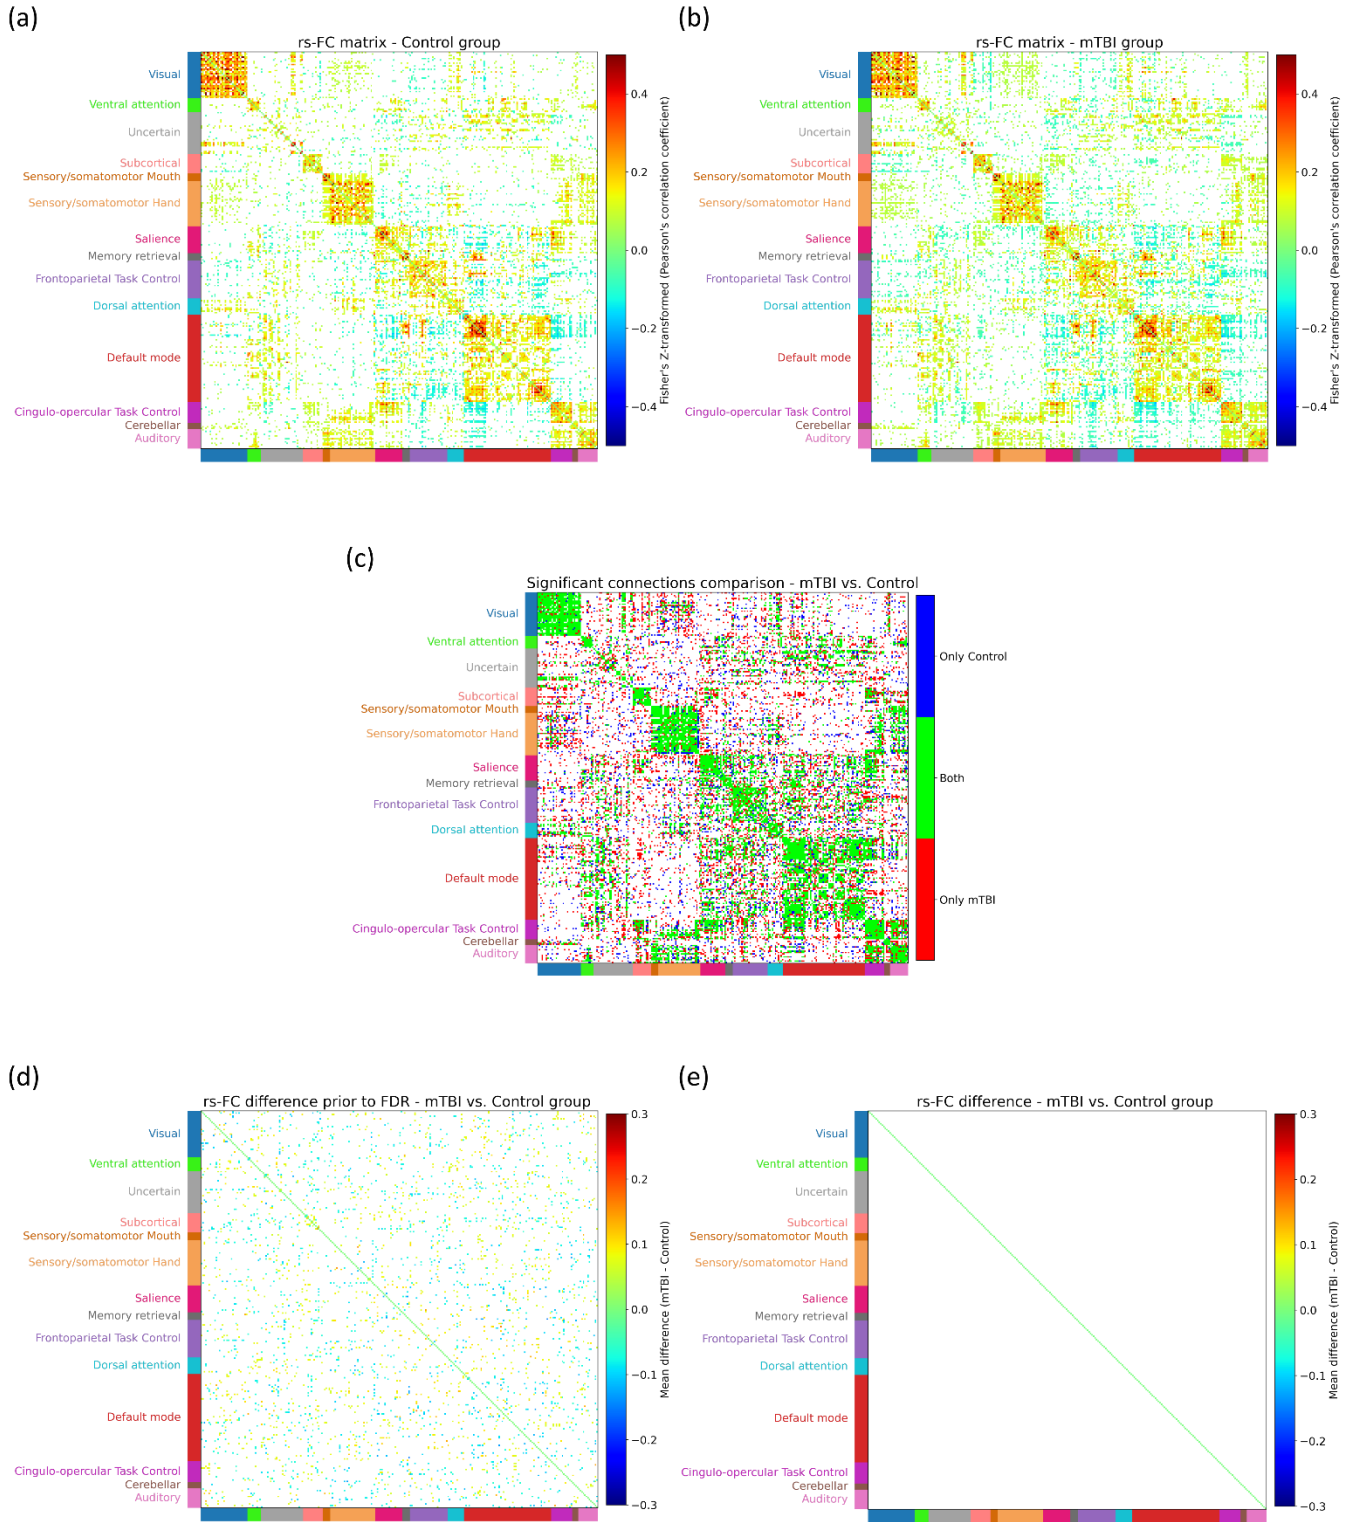 (a)
rs-FC matrix - Control group
Visual
Ventral attention
Uncertain
Subcortical
Sensory/somatomotor Mouth
Sensory/somatomotor Hand
Salience
Memory retrieval
Frontoparietal Task Control
Dorsal attention
Default mode
Cingulo-opercular Task Control
Cerebellar
Auditory
0.4
0.2
0.0
−0.2
−0.4
Fisher's Z-transformed (Pearson's correlation coefficient)
(b)
rs-FC matrix - mTBI group
Visual
Ventral attention
Uncertain
Subcortical
Sensory/somatomotor Mouth
Sensory/somatomotor Hand
Salience
Memory retrieval
Frontoparietal Task Control
Dorsal attention
Default mode
Cingulo-opercular Task Control
Cerebellar
Auditory
0.4
0.2
0.0
−0.2
−0.4
Fisher's Z-transformed (Pearson's correlation coefficient)
(c)
Significant connections comparison - mTBI vs. Control
Visual
Ventral attention
Uncertain
Subcortical
Sensory/somatomotor Mouth
Sensory/somatomotor Hand
Salience
Memory retrieval
Frontoparietal Task Control
Dorsal attention
Default mode
Cingulo-opercular Task Control
Cerebellar
Auditory
Only Control
Both
Only mTBI
(d)
rs-FC difference prior to FDR - mTBI vs. Control group
Visual
Ventral attention
Uncertain
Subcortical
Sensory/somatomotor Mouth
Sensory/somatomotor Hand
Salience
Memory retrieval
Frontoparietal Task Control
Dorsal attention
Default mode
Cingulo-opercular Task Control
Cerebellar
Auditory
0.3
0.2
0.1
0.0
−0.1
−0.2
−0.3
Mean difference (mTBI - Control)
(e)
rs-FC difference - mTBI vs. Control group
Visual
Ventral attention
Uncertain
Subcortical
Sensory/somatomotor Mouth
Sensory/somatomotor Hand
Salience
Memory retrieval
Frontoparietal Task Control
Dorsal attention
Default mode
Cingulo-opercular Task Control
Cerebellar
Auditory
0.3
0.2
0.1
0.0
−0.1
−0.2
−0.3
Mean difference (mTBI - Control)